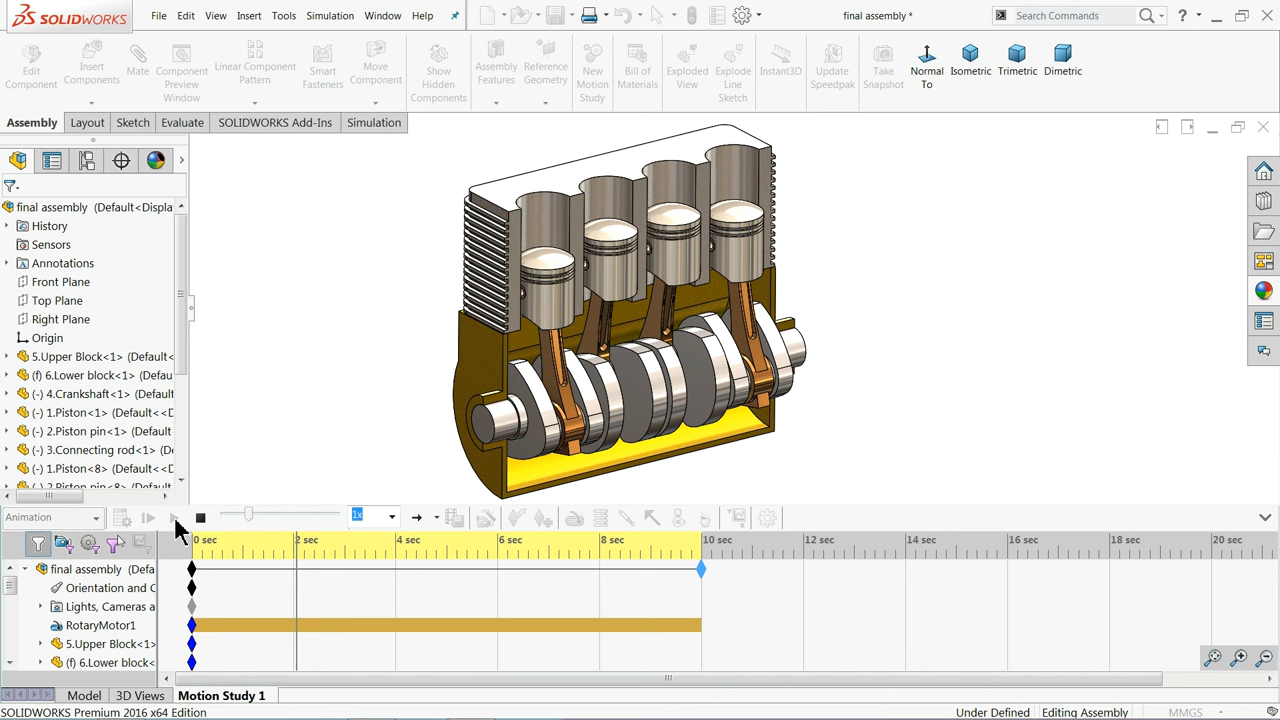 SOLIDWORKS File Edit View Insert Tools Simulation Window Help final assembly * Search Commands ?
Edit Component
Insert Components
Mate
Component Preview Window
Linear Component Pattern
Smart Fasteners
Move Component
Show Hidden Components
Assembly Features
Reference Geometry
New Motion Study
Bill of Materials
Exploded View
Explode Line Sketch
Instant3D
Update Speedpak
Take Snapshot
Normal To
Isometric
Trimetric
Dimetric
Assembly Layout Sketch Evaluate SOLIDWORKS Add-Ins Simulation
final assembly (Default<Displa
History
Sensors
Annotations
Front Plane
Top Plane
Right Plane
Origin
5.Upper Block<1> (Default<
(f) 6.Lower block<1> (Defau
(-) 4.Crankshaft<1> (Default
(-) 1.Piston<1> (Default<<D
(-) 2.Piston pin<1> (Default
(-) 3.Connecting rod<1> (De
(-) 1.Piston<8> (Default<<D
(-) 2.Piston pin<8> (Default
Animation 1x
0 sec 2 sec 4 sec 6 sec 8 sec 10 sec 12 sec 14 sec 16 sec 18 sec 20 sec
final assembly (Defa
Orientation and C
Lights, Cameras a
RotaryMotor1
5.Upper Block<1>
(f) 6.Lower block<
Model 3D Views Motion Study 1
SOLIDWORKS Premium 2016 x64 Edition Under Defined Editing Assembly MMGS